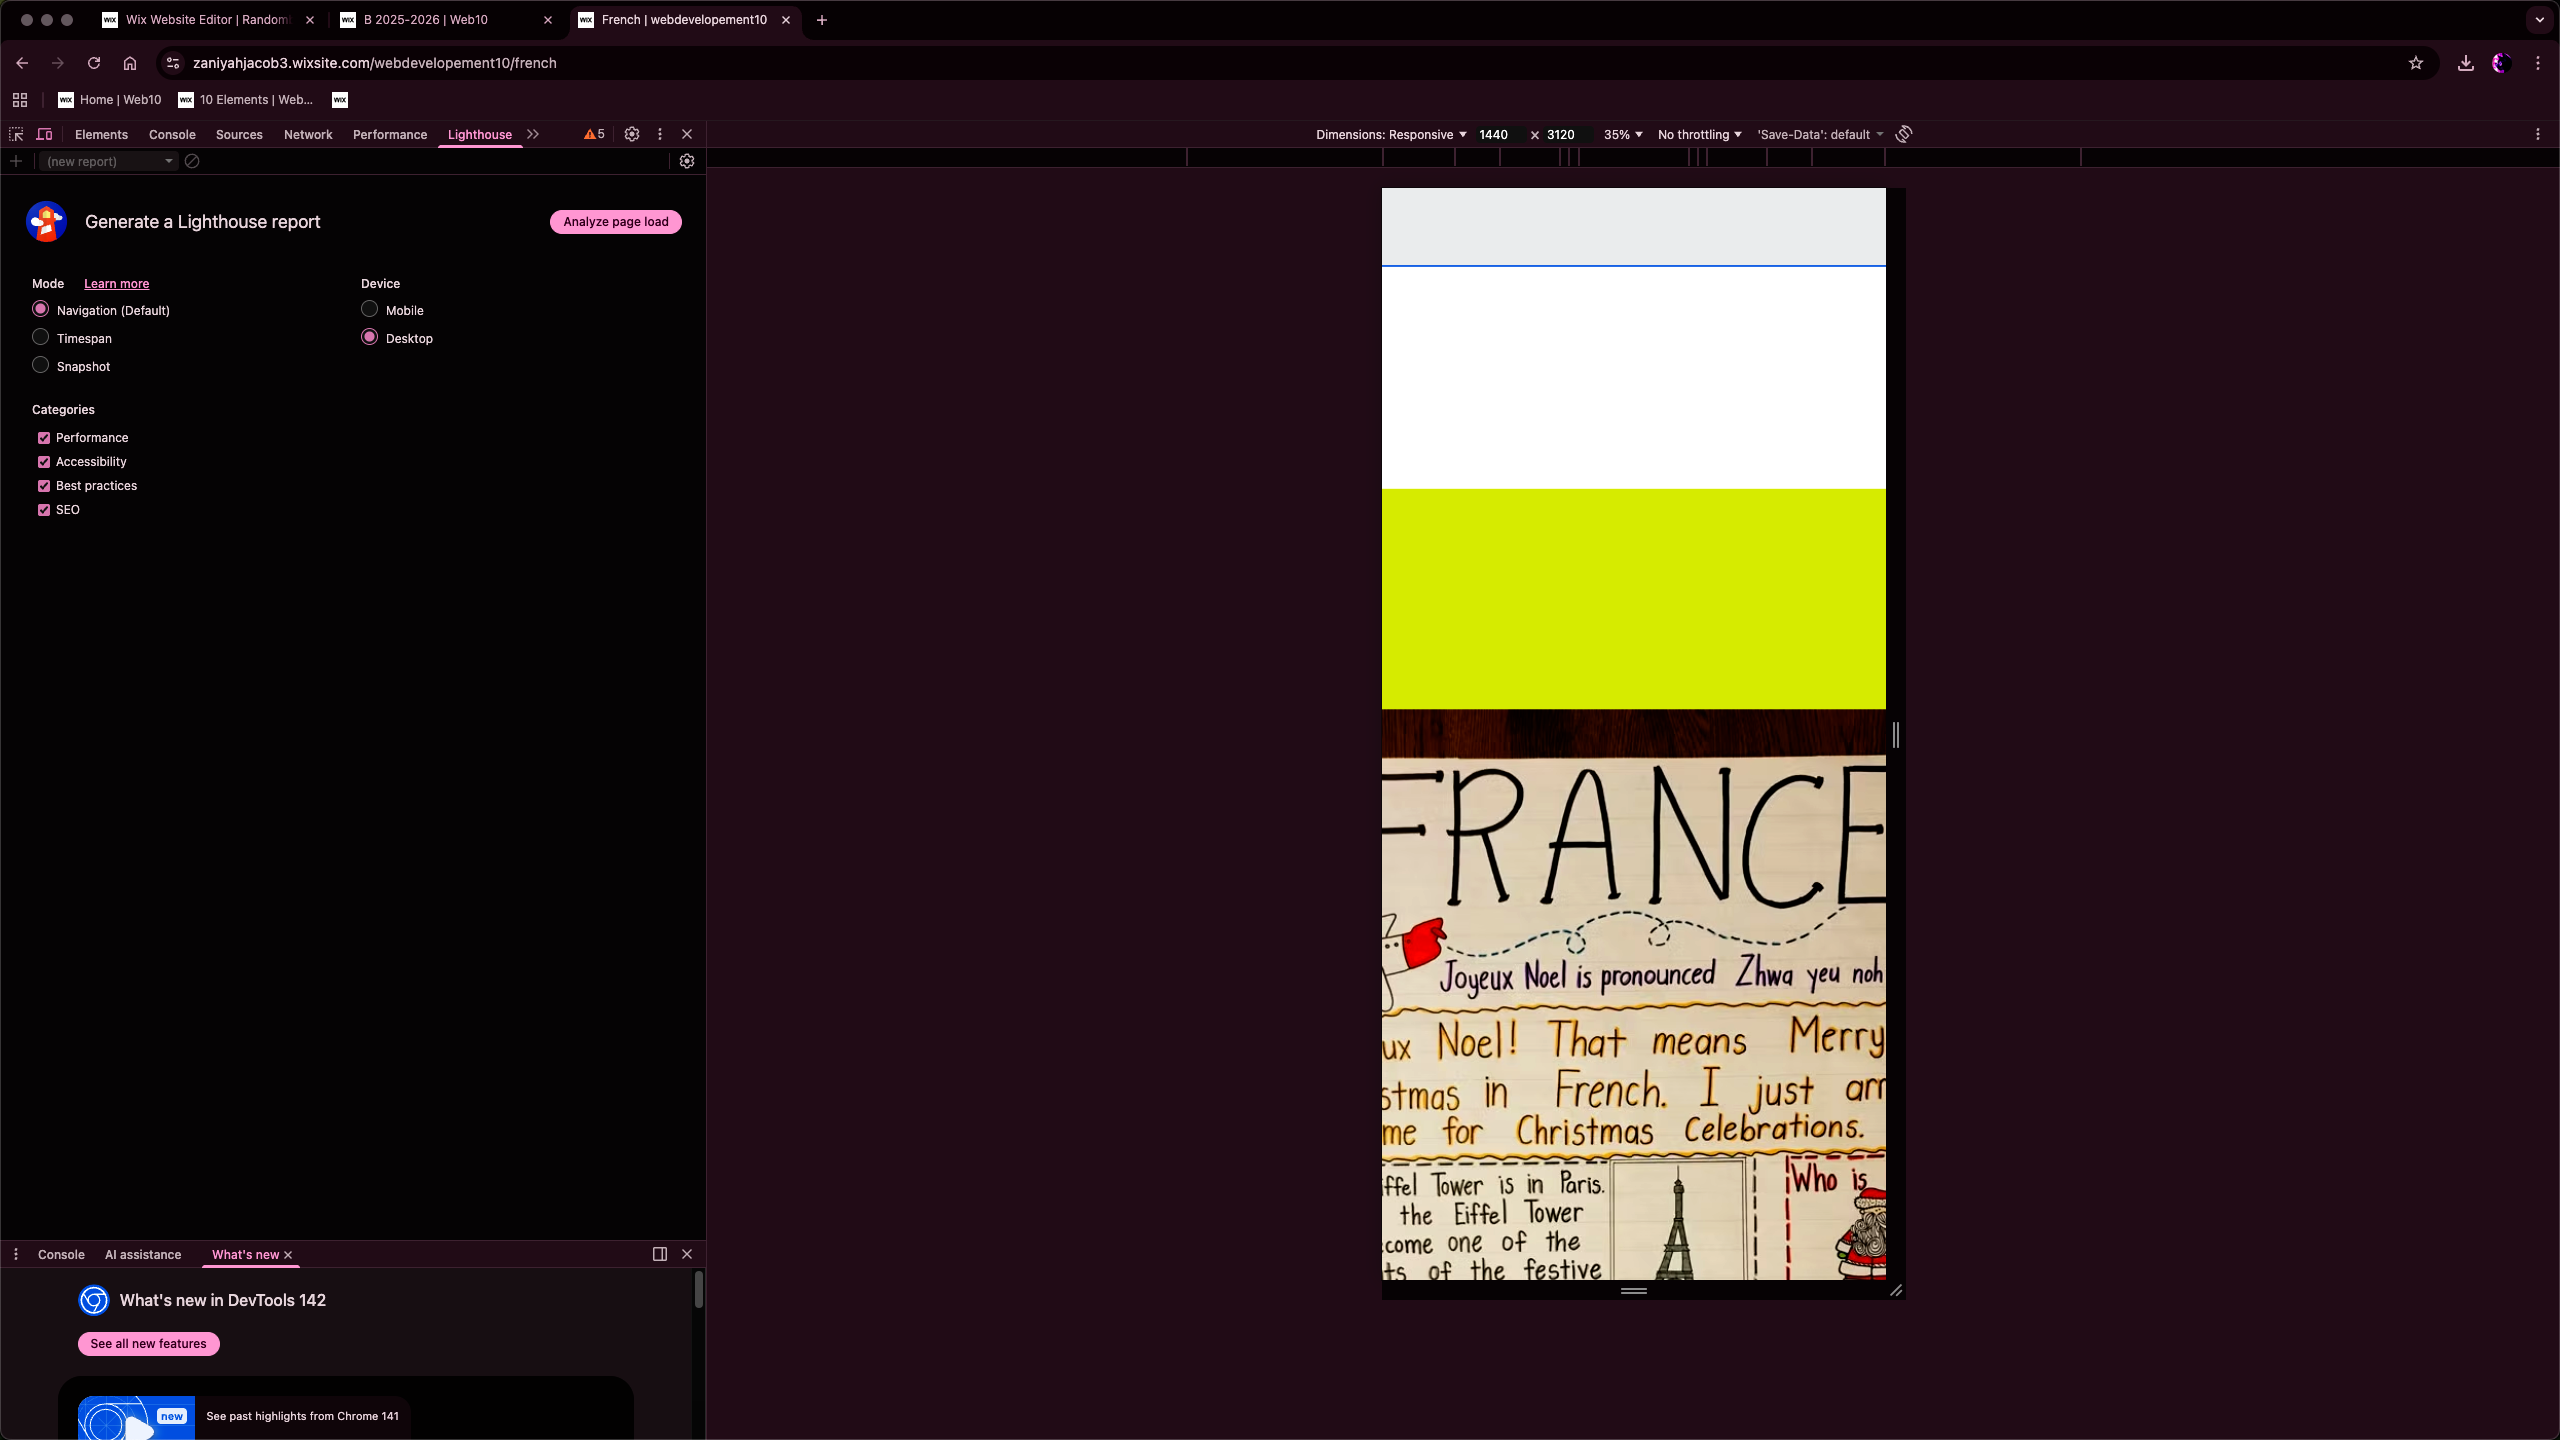 Wix Website Editor | Random
B 2025-2026 | Web10
French | webdevelopement10
zaniyahjacob3.wixsite.com/webdevelopement10/french
WIX Home | Web10
WIX 10 Elements | Web...
WIX
Elements Console Sources Network Performance Lighthouse 5
Dimensions: Responsive 1440 × 3120 35% No throttling 'Save-Data': default
(new report)
Generate a Lighthouse report
Analyze page load
Mode Learn more
Navigation (Default)
Timespan
Snapshot
Device
Mobile
Desktop
Categories
Performance
Accessibility
Best practices
SEO
FRANCE
Joyeux Noel is pronounced Zhwa yeu noh
ux Noel! That means Merry
stmas in French. I just arr
me for Christmas Celebrations.
iffel Tower is in Paris.
the Eiffel Tower
come one of the
ts of the festive
Who is
Console AI assistance What's new
What's new in DevTools 142
See all new features
new
See past highlights from Chrome 141